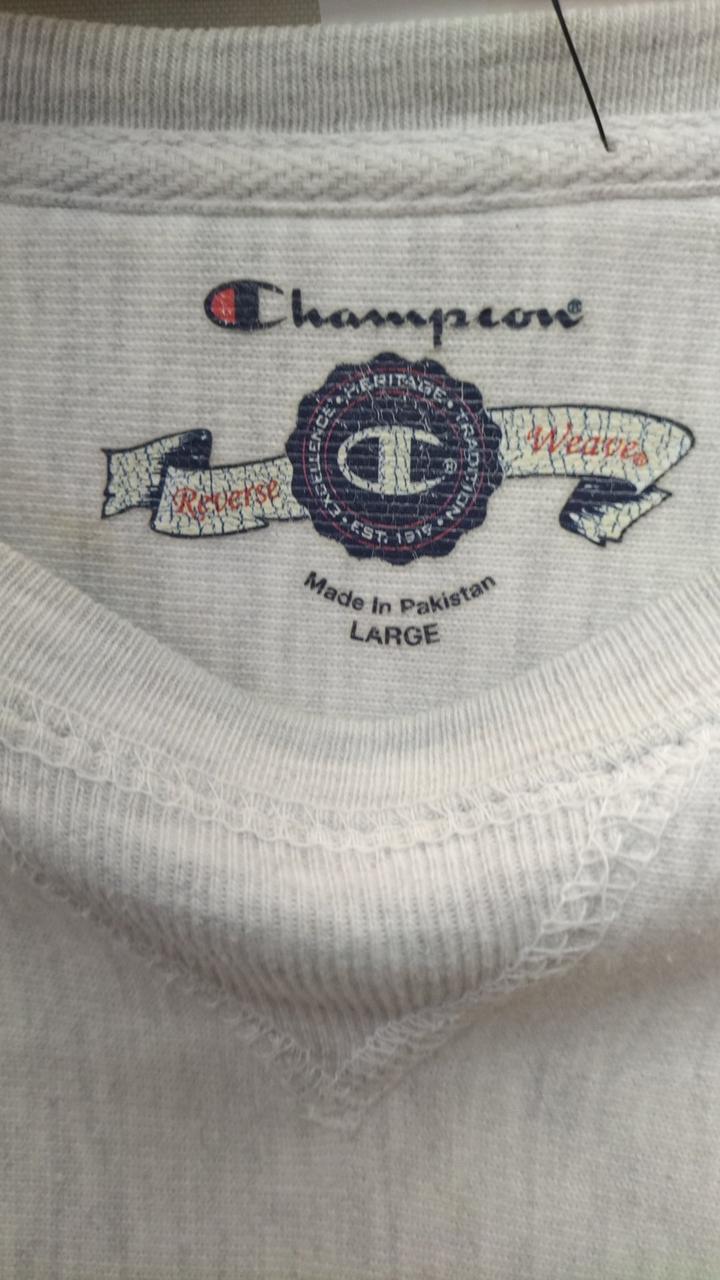 Champion®
EXCELLENCE • HERITAGE • TRADITION •
C®
Reverse
Weave®
• EST. 1919 •
Made In Pakistan
LARGE